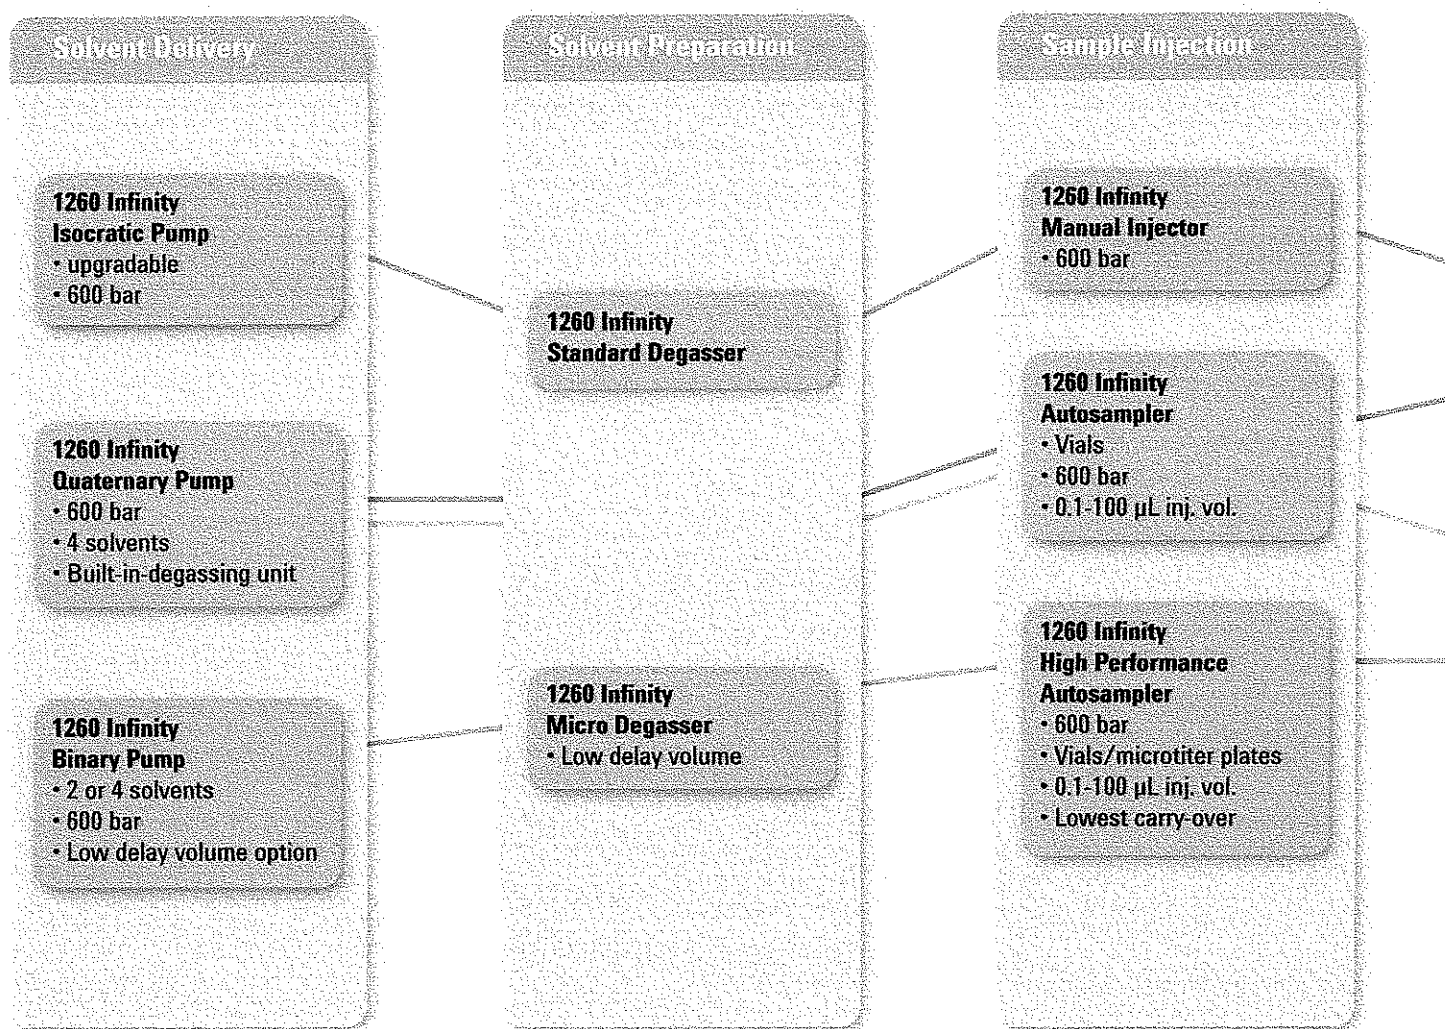 Solvent Delivery
1260 Infinity
Isocratic Pump
• upgradable
• 600 bar
1260 Infinity
Quaternary Pump
• 600 bar
• 4 solvents
• Built-in-degassing unit
1260 Infinity
Binary Pump
• 2 or 4 solvents
• 600 bar
• Low delay volume option
Solvent Preparation
1260 Infinity
Standard Degasser
1260 Infinity
Micro Degasser
• Low delay volume
Sample Injection
1260 Infinity
Manual Injector
• 600 bar
1260 Infinity
Autosampler
• Vials
• 600 bar
• 0.1-100 µL inj. vol.
1260 Infinity
High Performance
Autosampler
• 600 bar
• Vials/microtiter plates
• 0.1-100 µL inj. vol.
• Lowest carry-over